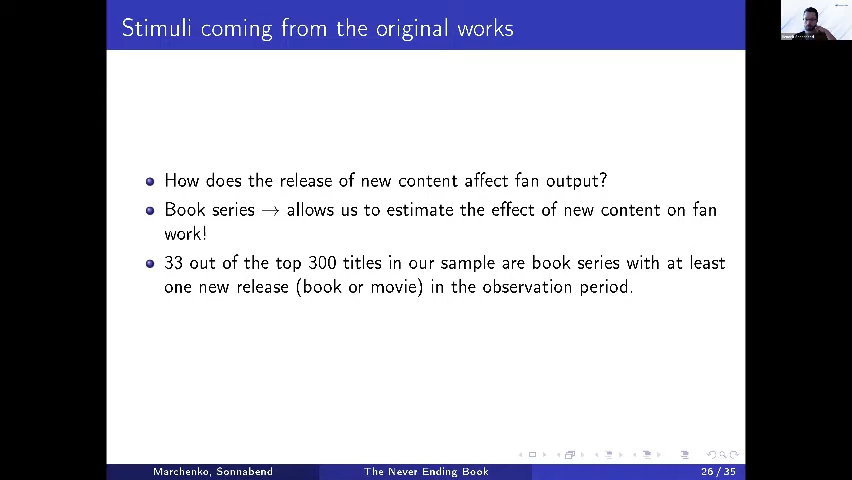 Stimuli coming from the original works
How does the release of new content affect fan output?
Book series → allows us to estimate the effect of new content on fan
work!
33 out of the top 300 titles in our sample are book series with at least
one new release (book or movie) in the observation period.
Marchenko, Sonnabend
The Never Ending Book
26 / 35